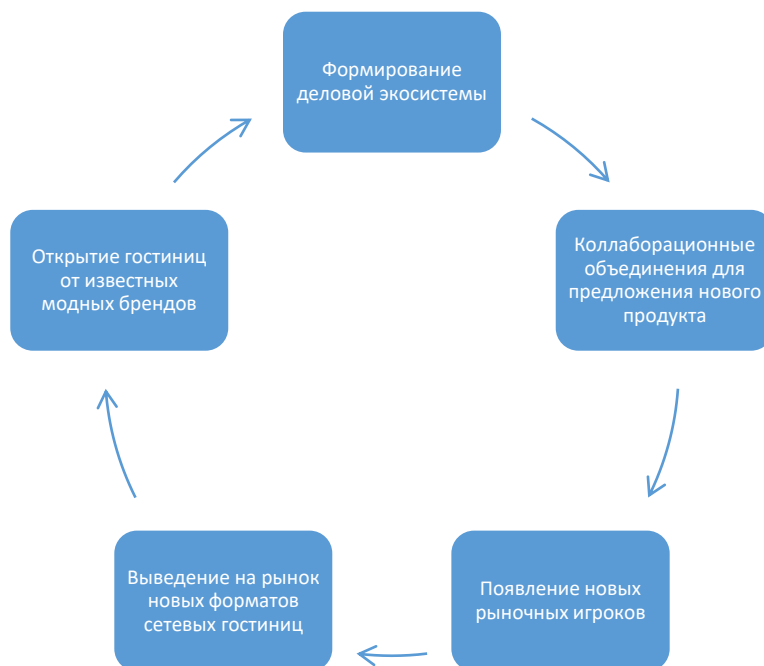 Формирование
деловой экосистемы
Коллаборационные
объединения для
предложения нового
продукта
Появление новых
рыночных игроков
Выведение на рынок
новых форматов
сетевых гостиниц
Открытие гостиниц
от известных
модных брендов